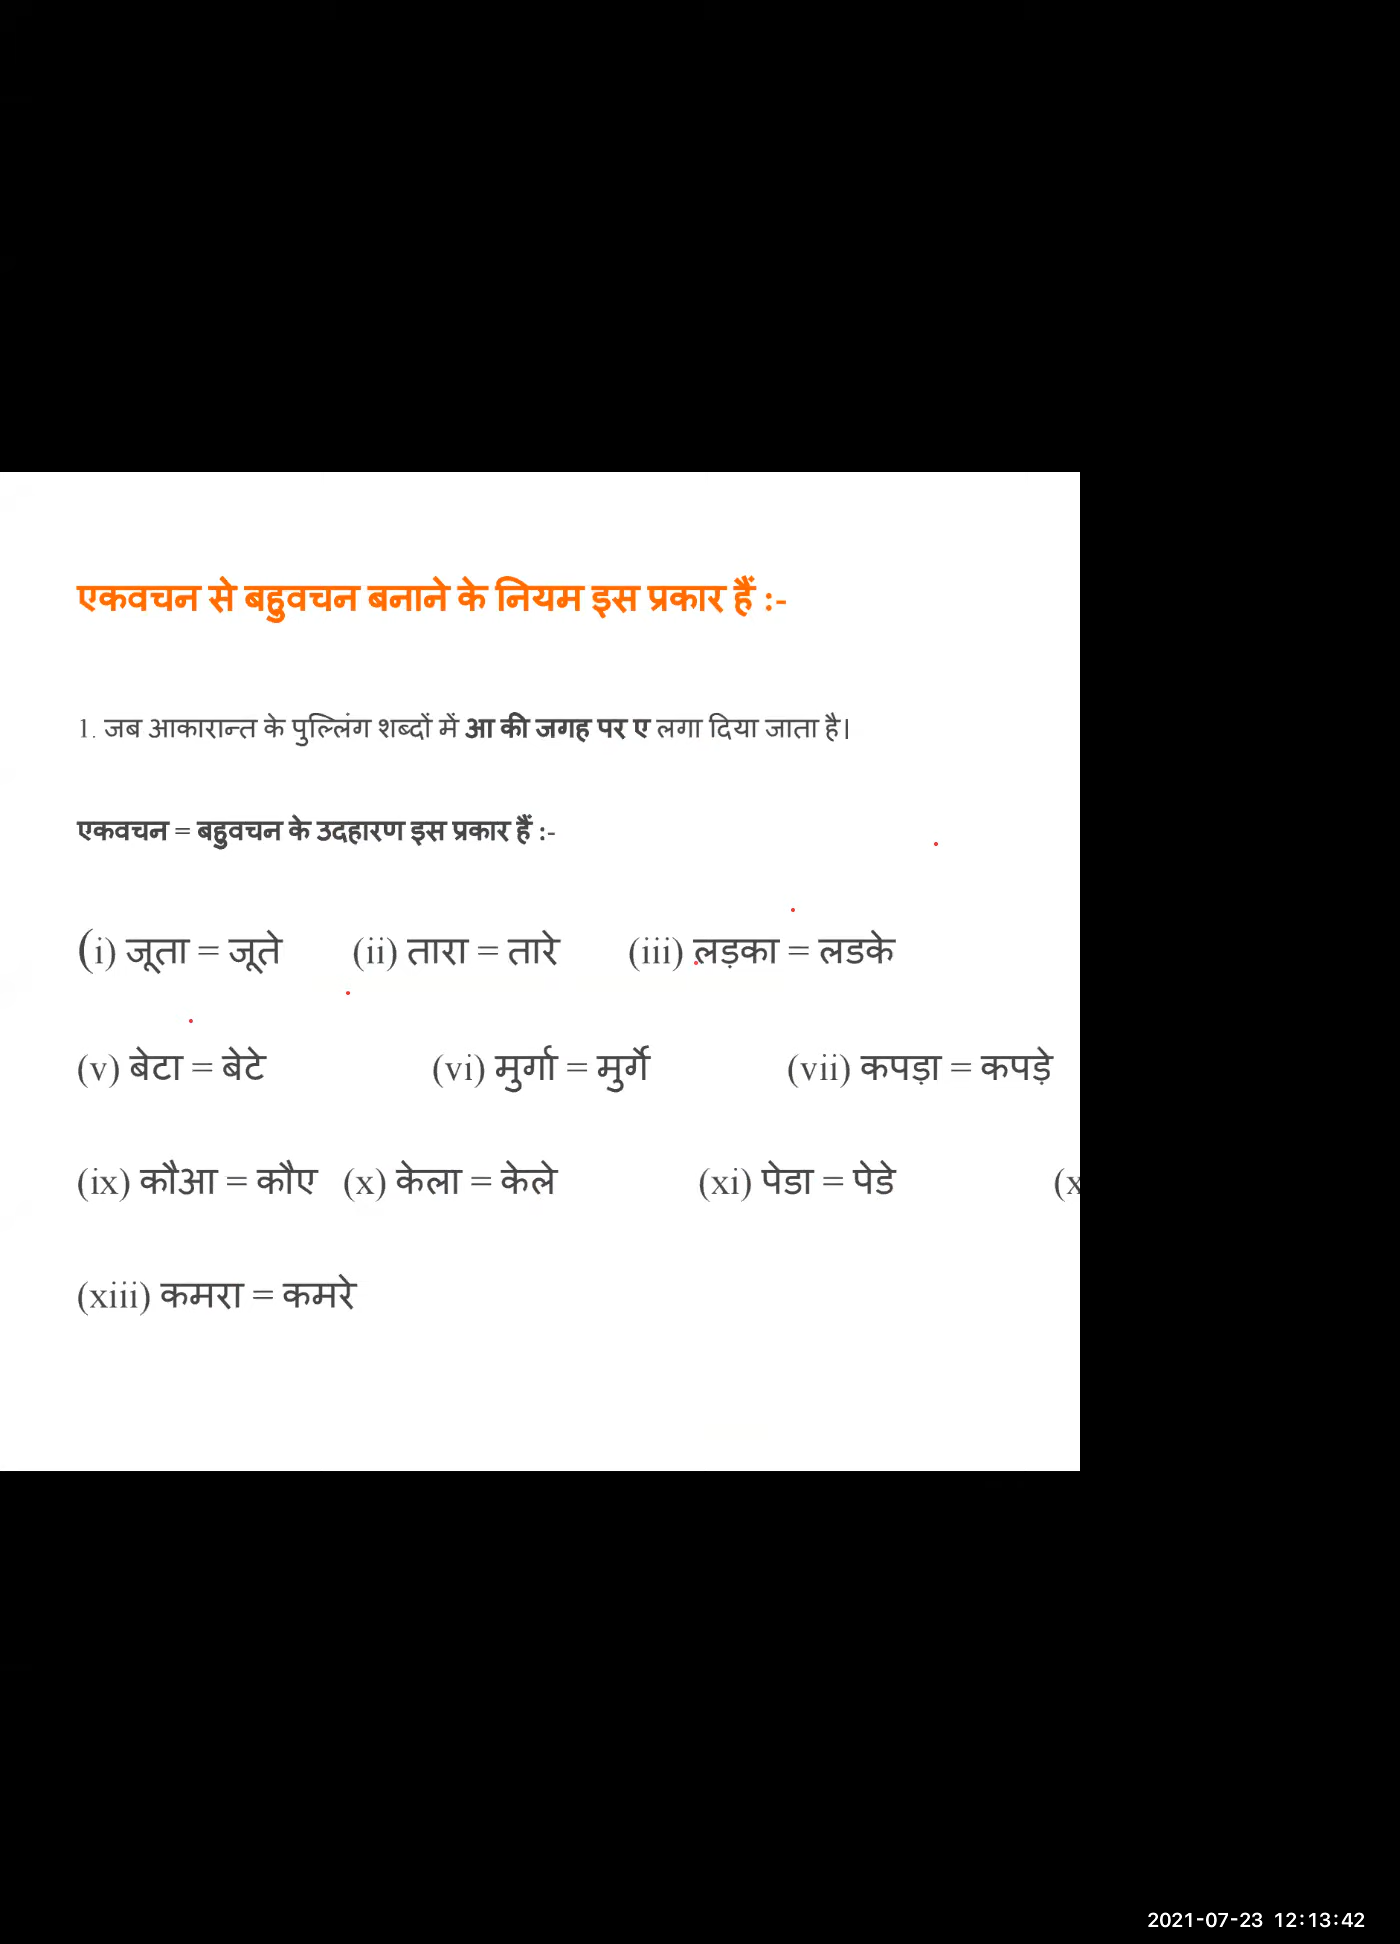 एकवचन से बहुवचन बनाने के नियम इस प्रकार हैं :-
1. जब आकारान्त के पुल्लिंग शब्दों में आ की जगह पर ए लगा दिया जाता है।
एकवचन = बहुवचन के उदहारण इस प्रकार हैं :-
(i) जूता = जूते (ii) तारा = तारे (iii) लड़का = लडके
(v) बेटा = बेटे (vi) मुर्गा = मुर्गे (vii) कपड़ा = कपड़े
(ix) कौआ = कौए (x) केला = केले (xi) पेडा = पेडे (x
(xiii) कमरा = कमरे
2021-07-23 12:13:42